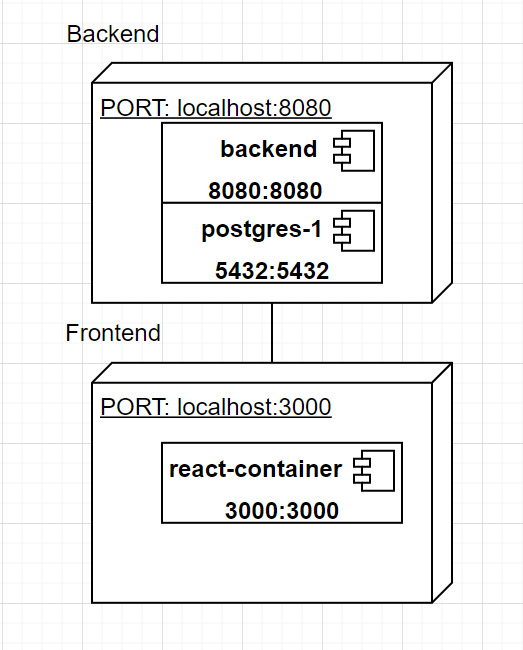 Backend
PORT: localhost:8080
backend
8080:8080
postgres-1
5432:5432
Frontend
PORT: localhost:3000
react-container
3000:3000